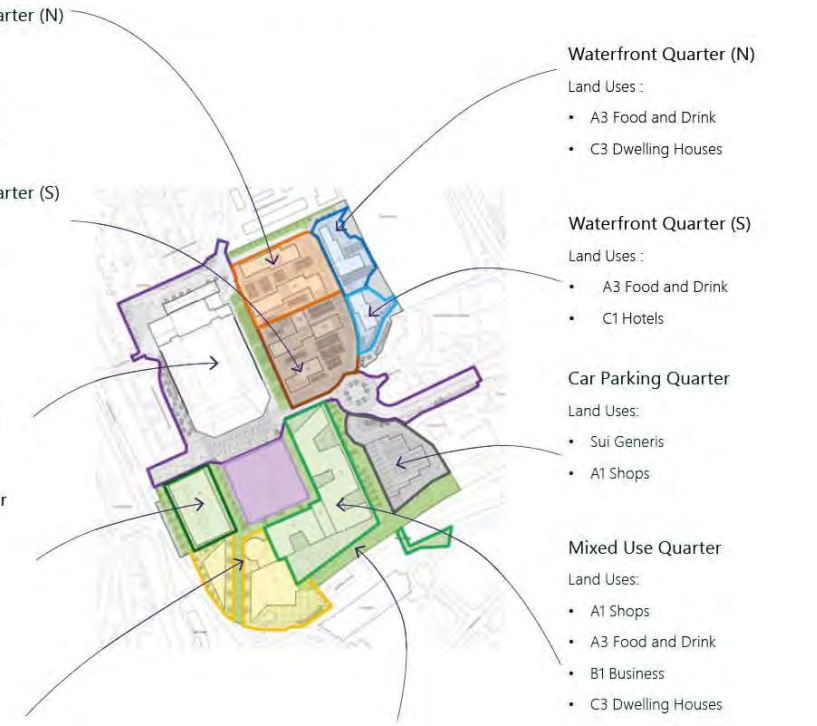 arter (N)
arter (S)
r
Waterfront Quarter (N)
Land Uses :
• A3 Food and Drink
• C3 Dwelling Houses
Waterfront Quarter (S)
Land Uses :
• A3 Food and Drink
• C1 Hotels
Car Parking Quarter
Land Uses:
• Sui Generis
• A1 Shops
Mixed Use Quarter
Land Uses:
• A1 Shops
• A3 Food and Drink
• B1 Business
• C3 Dwelling Houses